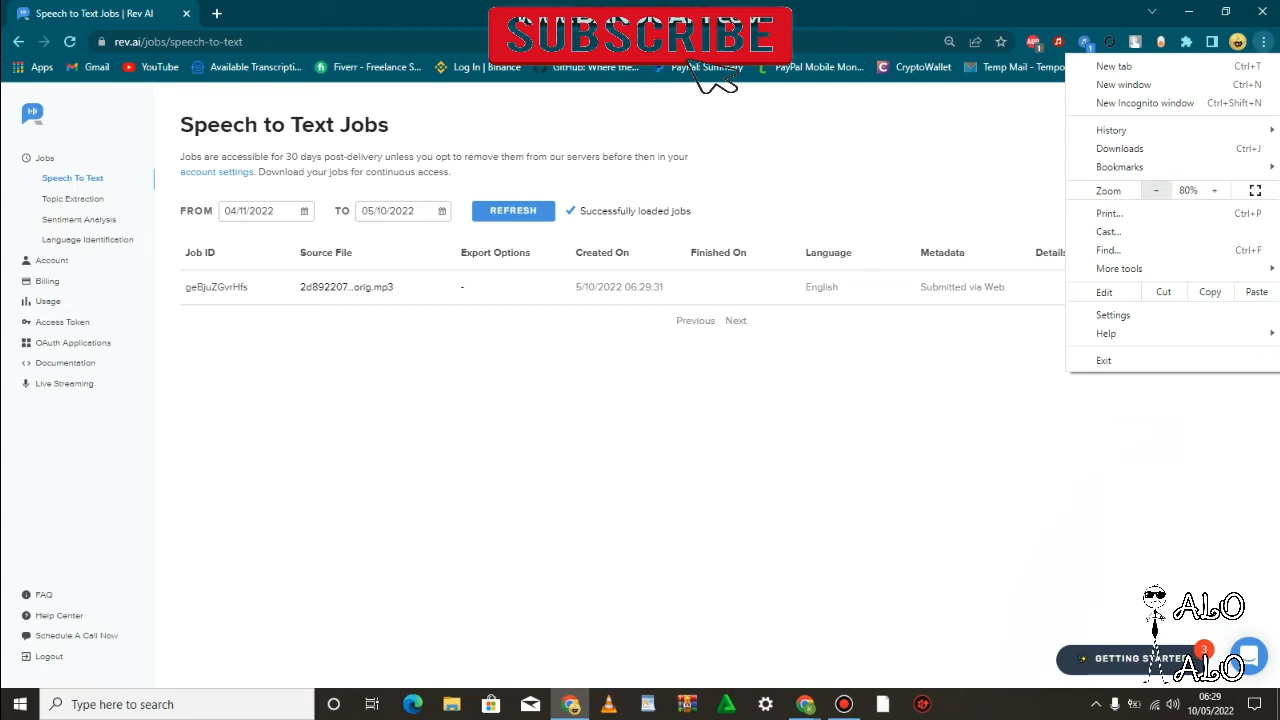 Speech to Text Jobs | Rev AI
rev.ai/jobs/speech-to-text
SUBSCRIBE
Apps Gmail YouTube Available Transcripti... Fiverr - Freelance S... Log In | Binance GitHub: Where the... PayPal Mobile Mon... CryptoWallet Temp Mail - Tempo
New tab Ctrl+T
New window Ctrl+N
New Incognito window Ctrl+Shift+N
History
Downloads Ctrl+J
Bookmarks
Zoom - 80% +
Print... Ctrl+P
Cast...
Find... Ctrl+F
More tools
Edit Cut Copy Paste
Settings
Help
Exit
Jobs
Speech To Text
Topic Extraction
Sentiment Analysis
Language Identification
Account
Billing
Usage
Access Token
OAuth Applications
Documentation
Live Streaming
FAQ
Help Center
Schedule A Call Now
Logout
Speech to Text Jobs
Jobs are accessible for 30 days post-delivery unless you opt to remove them from our servers before then in your
account settings. Download your jobs for continuous access.
FROM 04/11/2022 TO 05/10/2022 REFRESH Successfully loaded jobs
Job ID Source File Export Options Created On Finished On Language Metadata Details
geBjuZGvrHfs 2d892207...orig.mp3 - 5/10/2022 06:29:31 English Submitted via Web
Previous Next
ALO
GETTING STARTE 3
ALO
Type here to search
06:29
10/05/2022